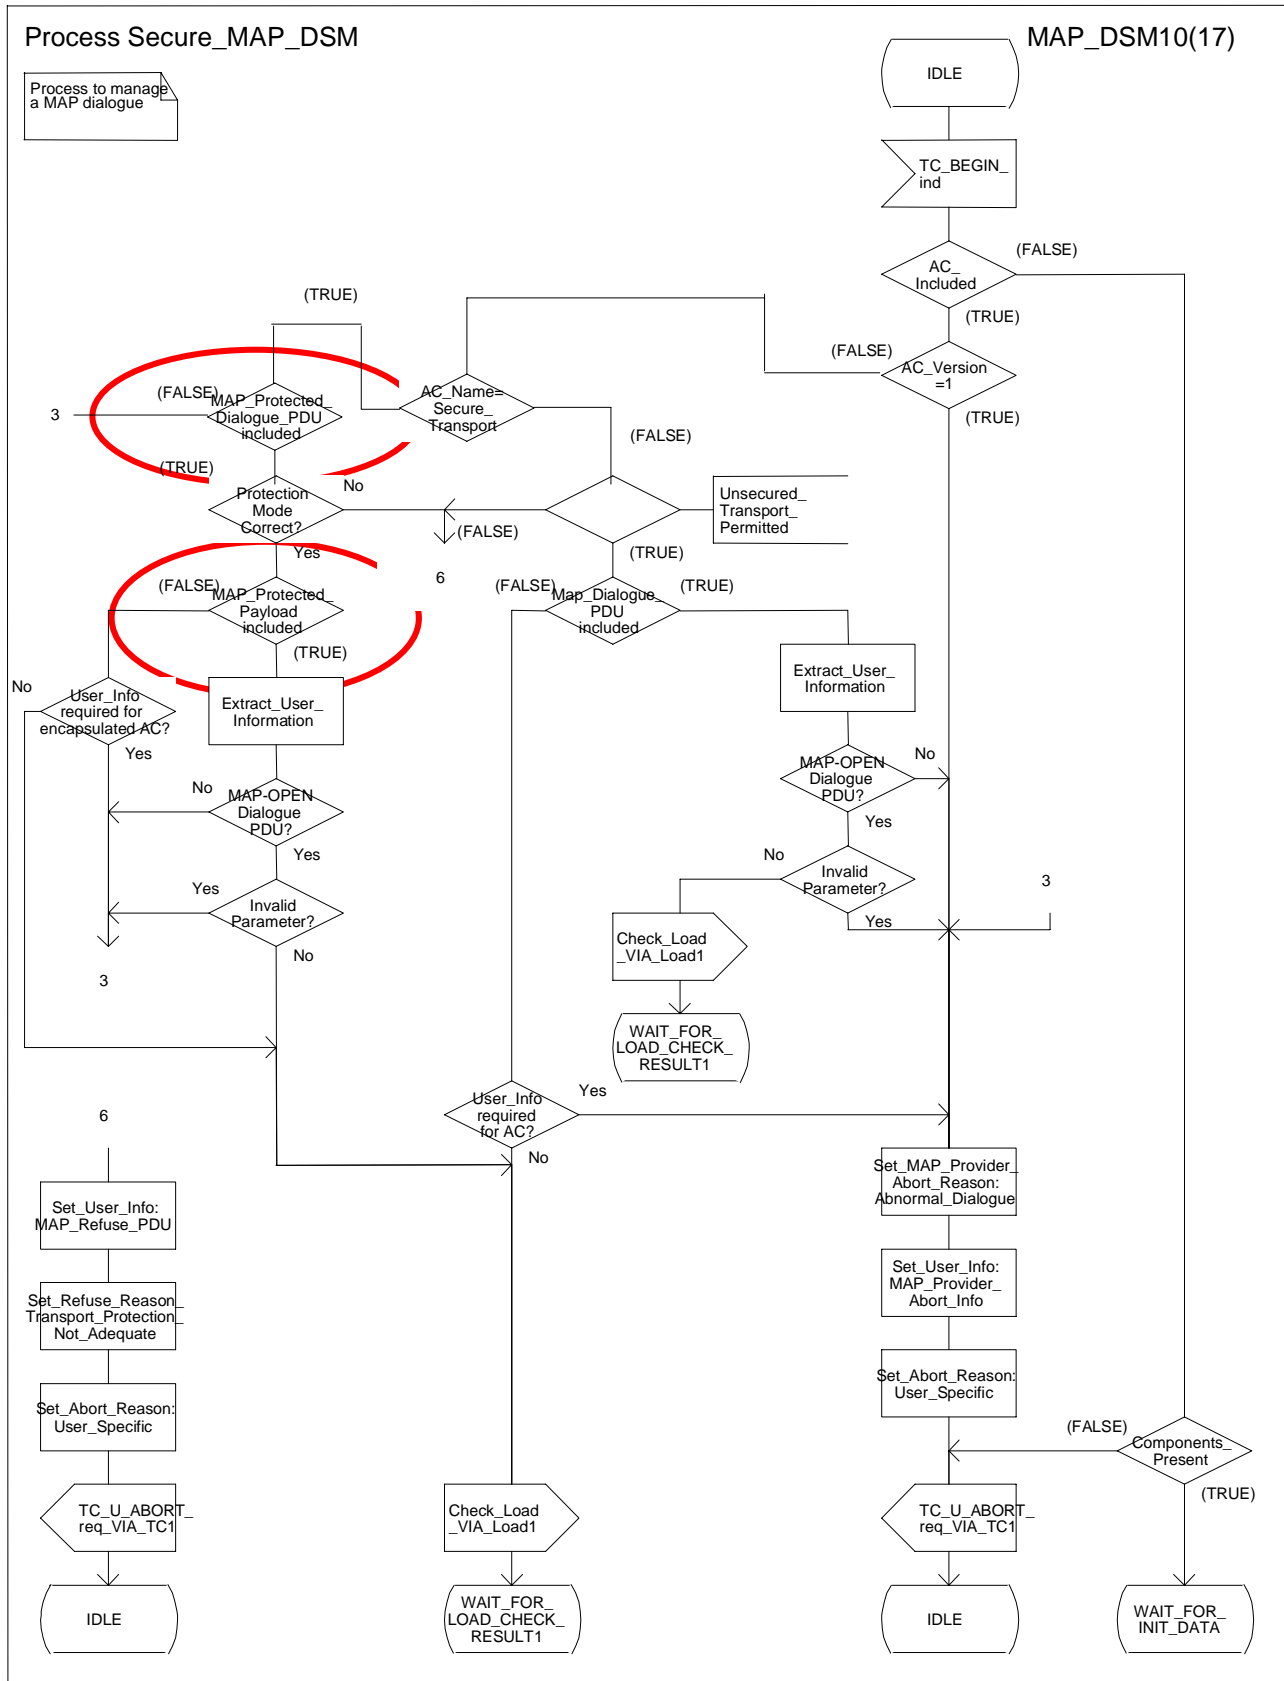 Process Secure_MAP_DSM
MAP_DSM10(17)
Process to manage
a MAP dialogue
IDLE
TC_BEGIN_
ind
(FALSE)
AC_
Included
(TRUE)
(TRUE)
(FALSE)
AC_Version
=1
(TRUE)
(FALSE)
MAP_Protected_
Dialogue_PDU
included
3
AC_Name=
Secure_
Transport
(FALSE)
(TRUE)
No
Protection
Mode
Correct?
Yes
(FALSE)
Unsecured_
Transport_
Permitted
(TRUE)
6
(FALSE)
MAP_Protected_
Payload
included
(TRUE)
(FALSE)
Map_Dialogue_
PDU
included
(TRUE)
No
User_Info
required for
encapsulated AC?
Yes
Extract_User_
Information
Extract_User_
Information
No
MAP-OPEN
Dialogue
PDU?
Yes
MAP-OPEN
Dialogue
PDU?
No
Yes
Yes
Invalid
Parameter?
No
No
Invalid
Parameter?
Yes
3
3
Check_Load
_VIA_Load1
WAIT_FOR_
LOAD_CHECK_
RESULT1
User_Info
required
for AC?
Yes
No
6
Set_User_Info:
MAP_Refuse_PDU
Set_Refuse_Reason_
Transport_Protection_
Not_Adequate
Set_Abort_Reason:
User_Specific
TC_U_ABORT_
req_VIA_TC1
IDLE
Check_Load
_VIA_Load1
WAIT_FOR_
LOAD_CHECK_
RESULT1
Set_MAP_Provider_
Abort_Reason:
Abnormal_Dialogue
Set_User_Info:
MAP_Provider_
Abort_Info
Set_Abort_Reason:
User_Specific
(FALSE)
Components_
Present
(TRUE)
TC_U_ABORT_
req_VIA_TC1
IDLE
WAIT_FOR_
INIT_DATA